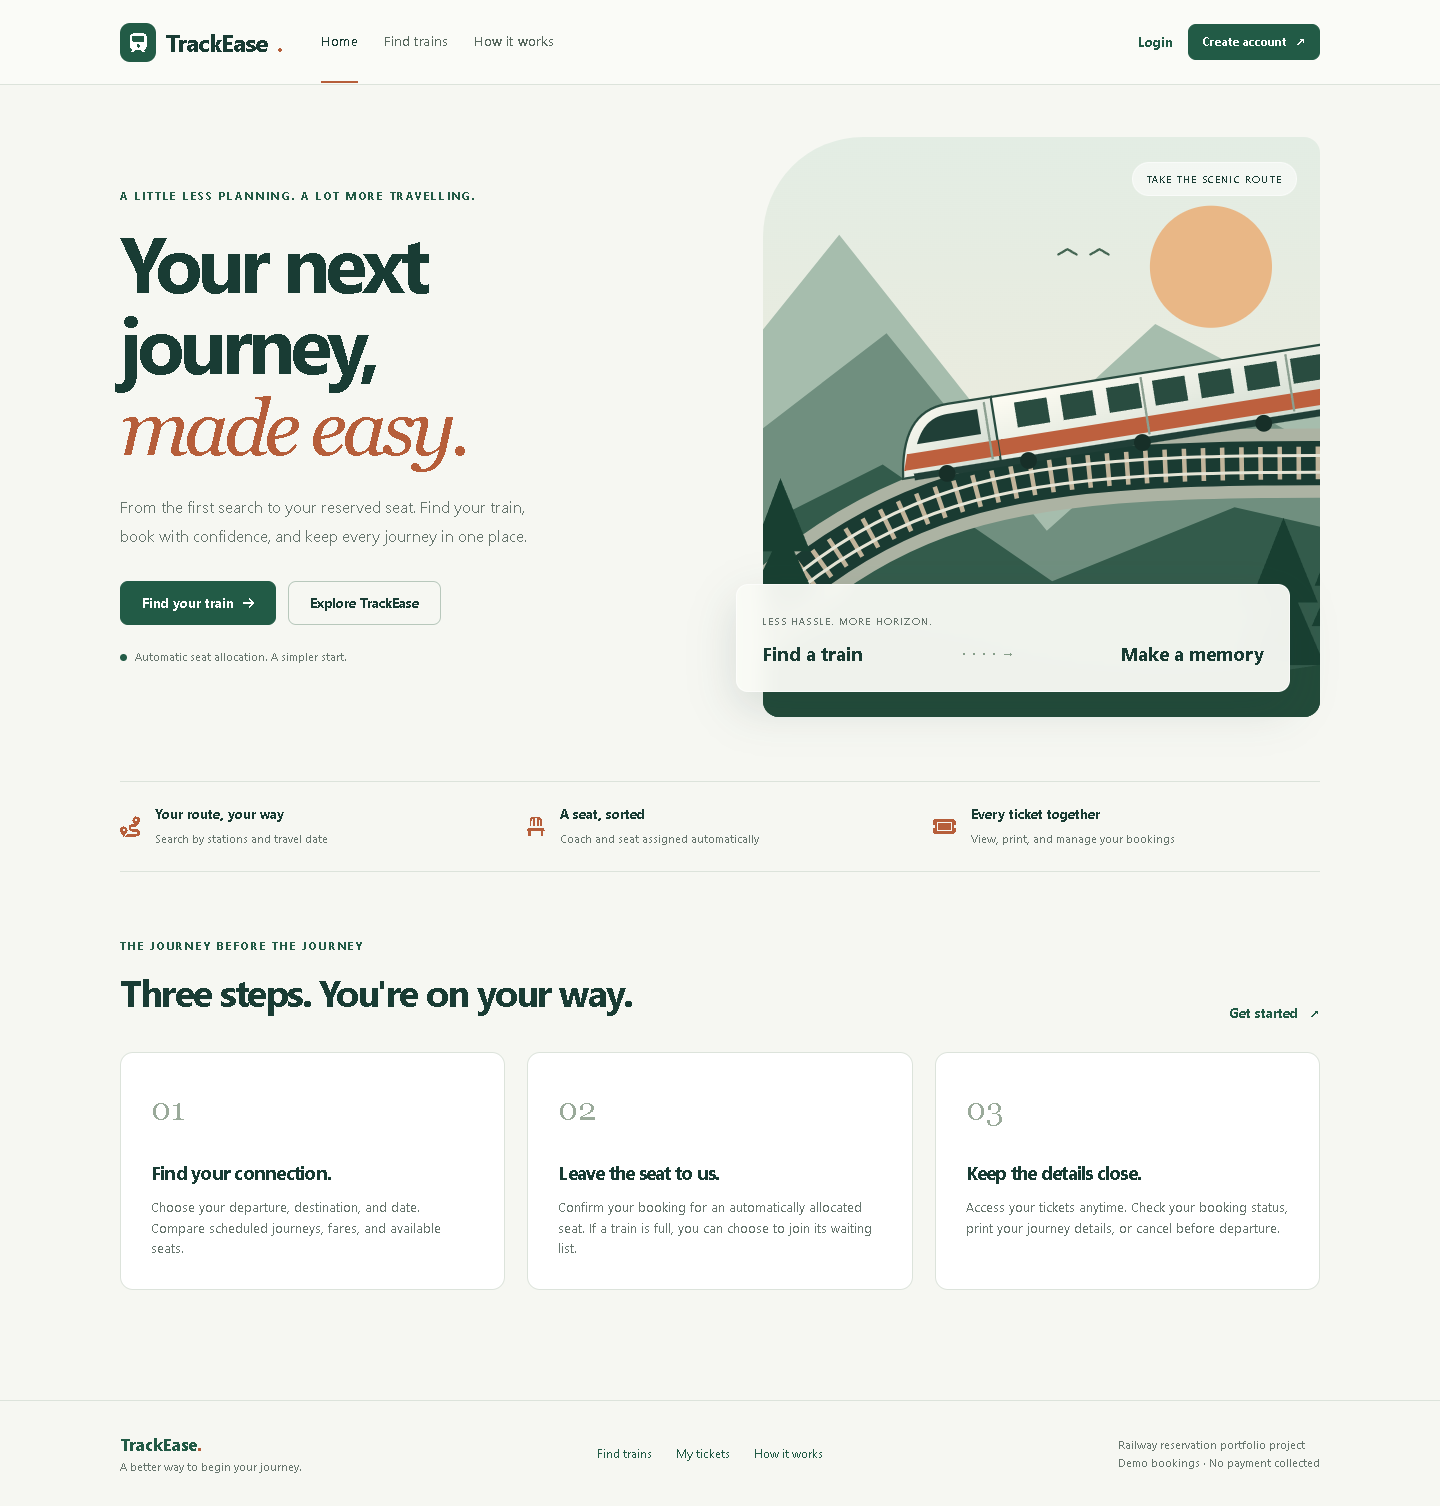 TrackEase .
Home
Find trains
How it works
Login
Create account ↗
A LITTLE LESS PLANNING. A LOT MORE TRAVELLING.
Your next
journey,
made easy.
From the first search to your reserved seat. Find your train,
book with confidence, and keep every journey in one place.
Find your train →
Explore TrackEase
Automatic seat allocation. A simpler start.
TAKE THE SCENIC ROUTE
LESS HASSLE. MORE HORIZON.
Find a train
· · · · →
Make a memory
Your route, your way
Search by stations and travel date
A seat, sorted
Coach and seat assigned automatically
Every ticket together
View, print, and manage your bookings
THE JOURNEY BEFORE THE JOURNEY
Three steps. You're on your way.
Get started ↗
01
Find your connection.
Choose your departure, destination, and date.
Compare scheduled journeys, fares, and available
seats.
02
Leave the seat to us.
Confirm your booking for an automatically allocated
seat. If a train is full, you can choose to join its waiting
list.
03
Keep the details close.
Access your tickets anytime. Check your booking status,
print your journey details, or cancel before departure.
TrackEase.
A better way to begin your journey.
Find trains
My tickets
How it works
Railway reservation portfolio project
Demo bookings · No payment collected